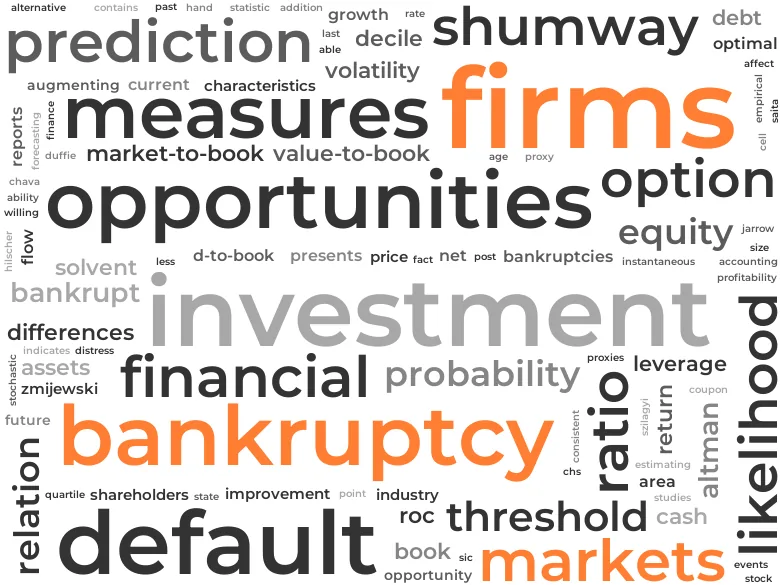 alternative contains past hand statistic addition
growth rate
shumway
debt
prediction
last
able
decile
optimal
volatility
affect
augmenting current characteristics
firms
empirical
saita
reports
forecasting
finance
measures
cell
duffie
market-to-book value-to-book
age proxy
option
chava
ability
willing
opportunities
equity
jarrow
size
hilscher
flow
less
d-to-book presents price fact net post bankruptcies instantaneous
accounting
profitability
solvent
bankrupt
investment
differences
indicates distress
stochastic
assets
zmijewski
financial
probability
proxies
leverage
ratio
szilagyi
return
coupon
altman
likelihood
future
bankruptcy
consistent
chs
estimating
area
studies
relation
quartile shareholders state improvement point industry
roc
threshold
cash
default
book
sic
markets
opportunity
events
stock